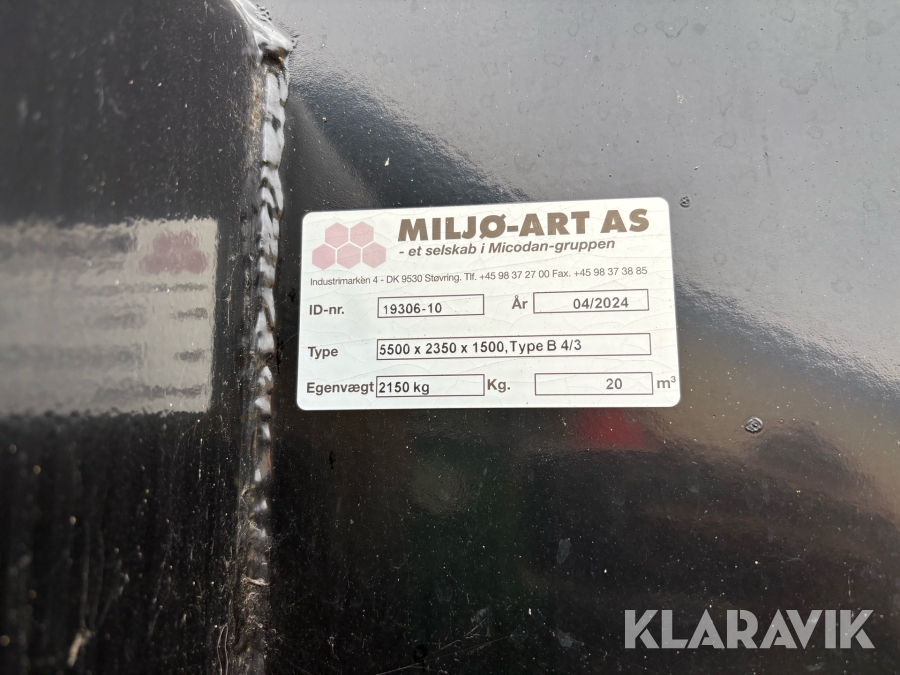 MILJØ-ART AS
- et selskab i Micodan-gruppen
Industrimarken 4 - DK 9530 Støvring. Tlf. +45 98 37 27 00 Fax. +45 98 37 38 85
ID-nr. 19306-10 År 04/2024
Type 5500 x 2350 x 1500, Type B 4/3
Egenvægt 2150 kg Kg. 20 m³
KLARAVIK